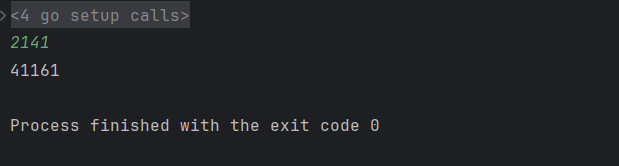 <4 go setup calls>
2141
41161
Process finished with the exit code 0